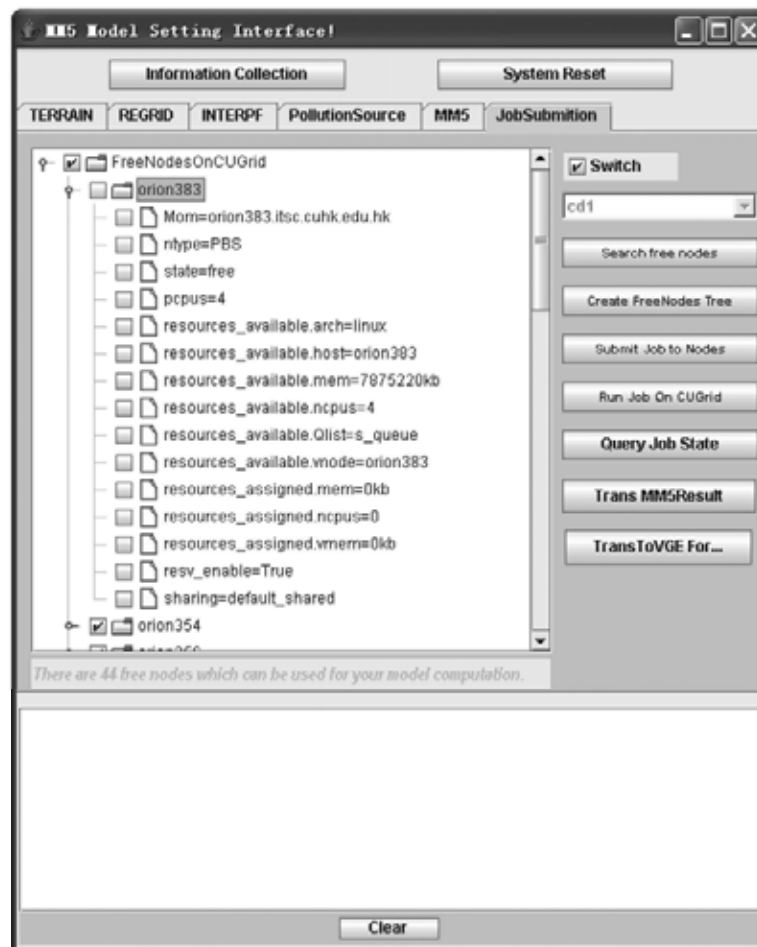 MM5 Model Setting Interface!
Information Collection
System Reset
TERRAIN
REGRID
INTERPF
PollutionSource
MM5
JobSubmition
FreeNodesOnCUGrid
orion383
Mom=orion383.itsc.cuhk.edu.hk
ntype=PBS
state=free
pcpus=4
resources_available.arch=linux
resources_available.host=orion383
resources_available.mem=7875220kb
resources_available.ncpus=4
resources_available.Qlist=s_queue
resources_available.vnode=orion383
resources_assigned.mem=0kb
resources_assigned.ncpus=0
resources_assigned.vmem=0kb
resv_enable=True
sharing=default_shared
orion354
There are 44 free nodes which can be used for your model computation.
Switch
cd1
Search free nodes
Create FreeNodes Tree
Submit Job to Nodes
Run Job On CUGrid
Query Job State
Trans MM5Result
TransToVGE For...
Clear